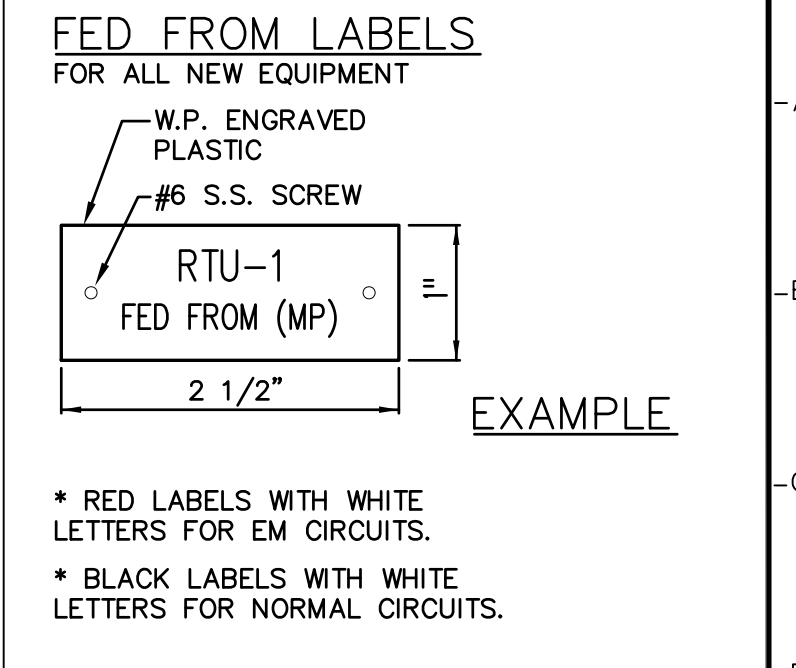 FED FROM LABELS
FOR ALL NEW EQUIPMENT
W.P. ENGRAVED
PLASTIC
#6 S.S. SCREW
RTU-1
FED FROM (MP)
1"
2 1/2"
EXAMPLE
* RED LABELS WITH WHITE
LETTERS FOR EM CIRCUITS.
* BLACK LABELS WITH WHITE
LETTERS FOR NORMAL CIRCUITS.